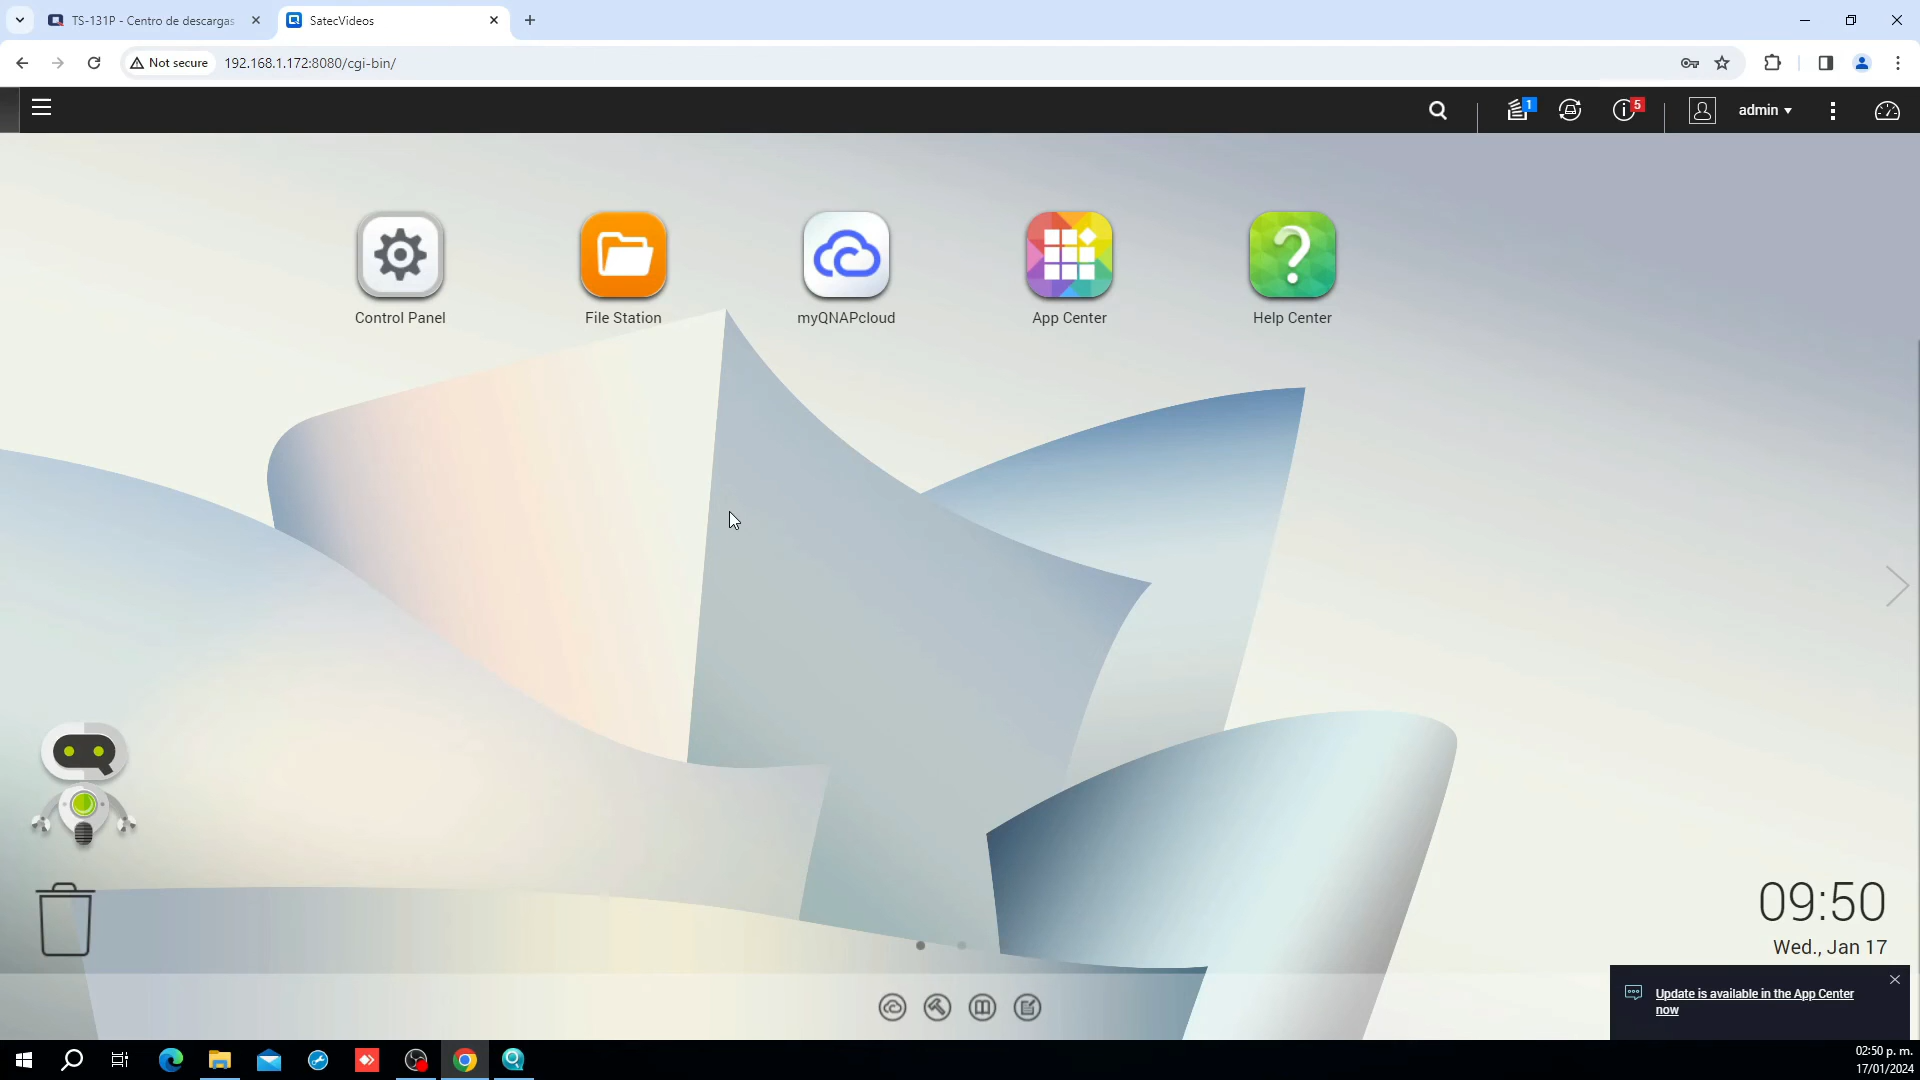 TS-131P - Centro de descargas
SatecVideos
Not secure
192.168.1.172:8080/cgi-bin/
1
5
admin
Control Panel
File Station
myQNAPcloud
App Center
Help Center
09:50
Wed., Jan 17
Update is available in the App Center
now
02:50 p. m.
17/01/2024